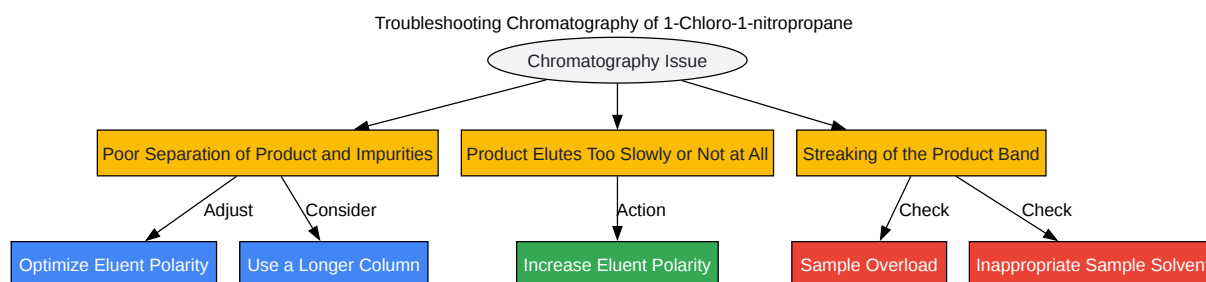 Troubleshooting Chromatography of 1-Chloro-1-nitropropane
Chromatography Issue
Poor Separation of Product and Impurities
Product Elutes Too Slowly or Not at All
Streaking of the Product Band
Adjust
Consider
Action
Check
Check
Optimize Eluent Polarity
Use a Longer Column
Increase Eluent Polarity
Sample Overload
Inappropriate Sample Solvent